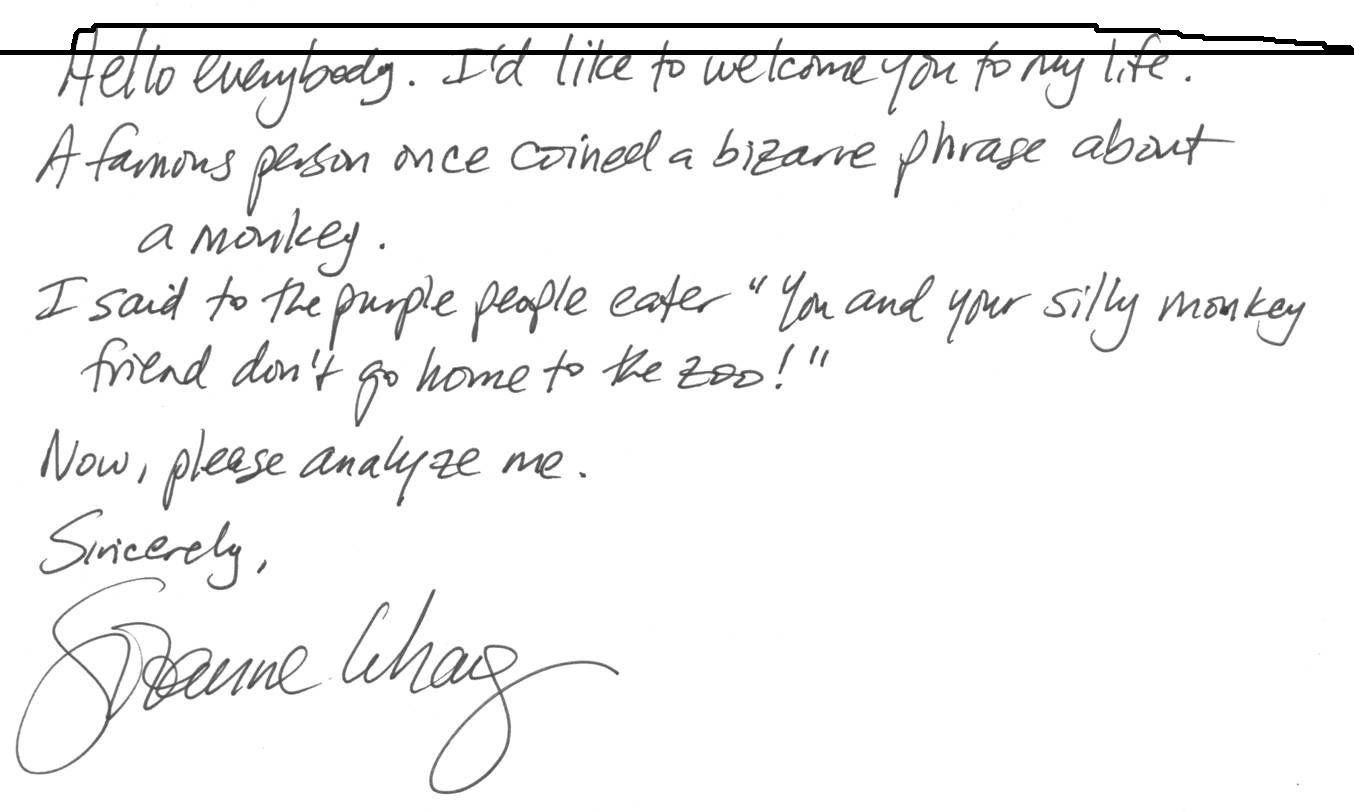 Hello everybody. I'd like to welcome you to my life.
A famous person once coined a bizarre phrase about
a monkey.
I said to the purple people eater "You and your silly monkey
friend don't go home to the zoo!"
Now, please analyze me.
Sincerely,
Suzanne Whang